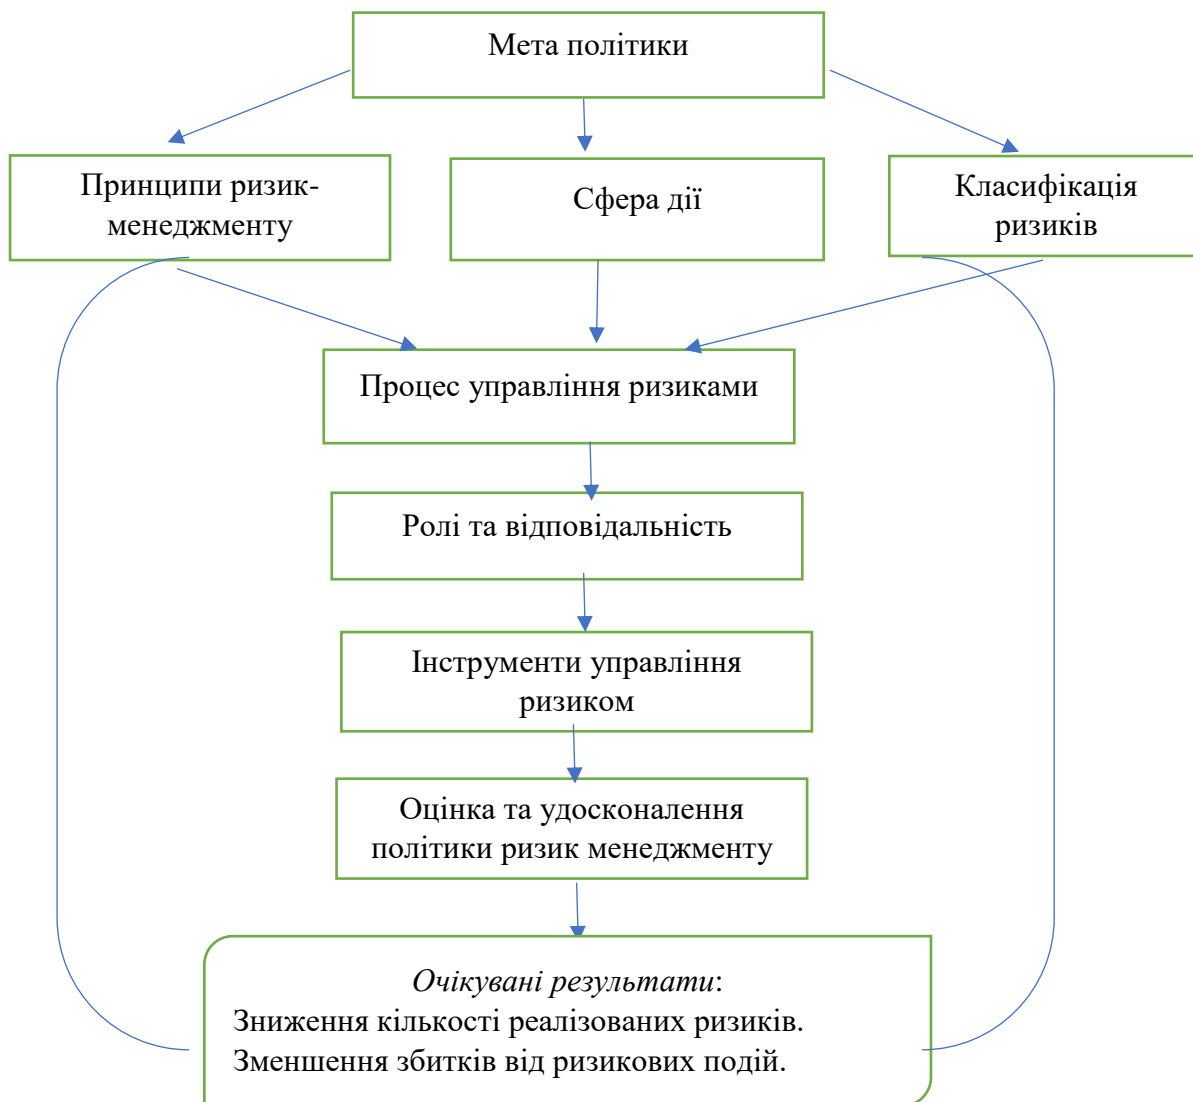 Мета політики
Принципи ризик-
менеджменту
Сфера дії
Класифікація
ризиків
Процес управління ризиками
Ролі та відповідальність
Інструменти управління
ризиком
Оцінка та удосконалення
політики ризик менеджменту
Очікувані результати:
Зниження кількості реалізованих ризиків.
Зменшення збитків від ризикових подій.